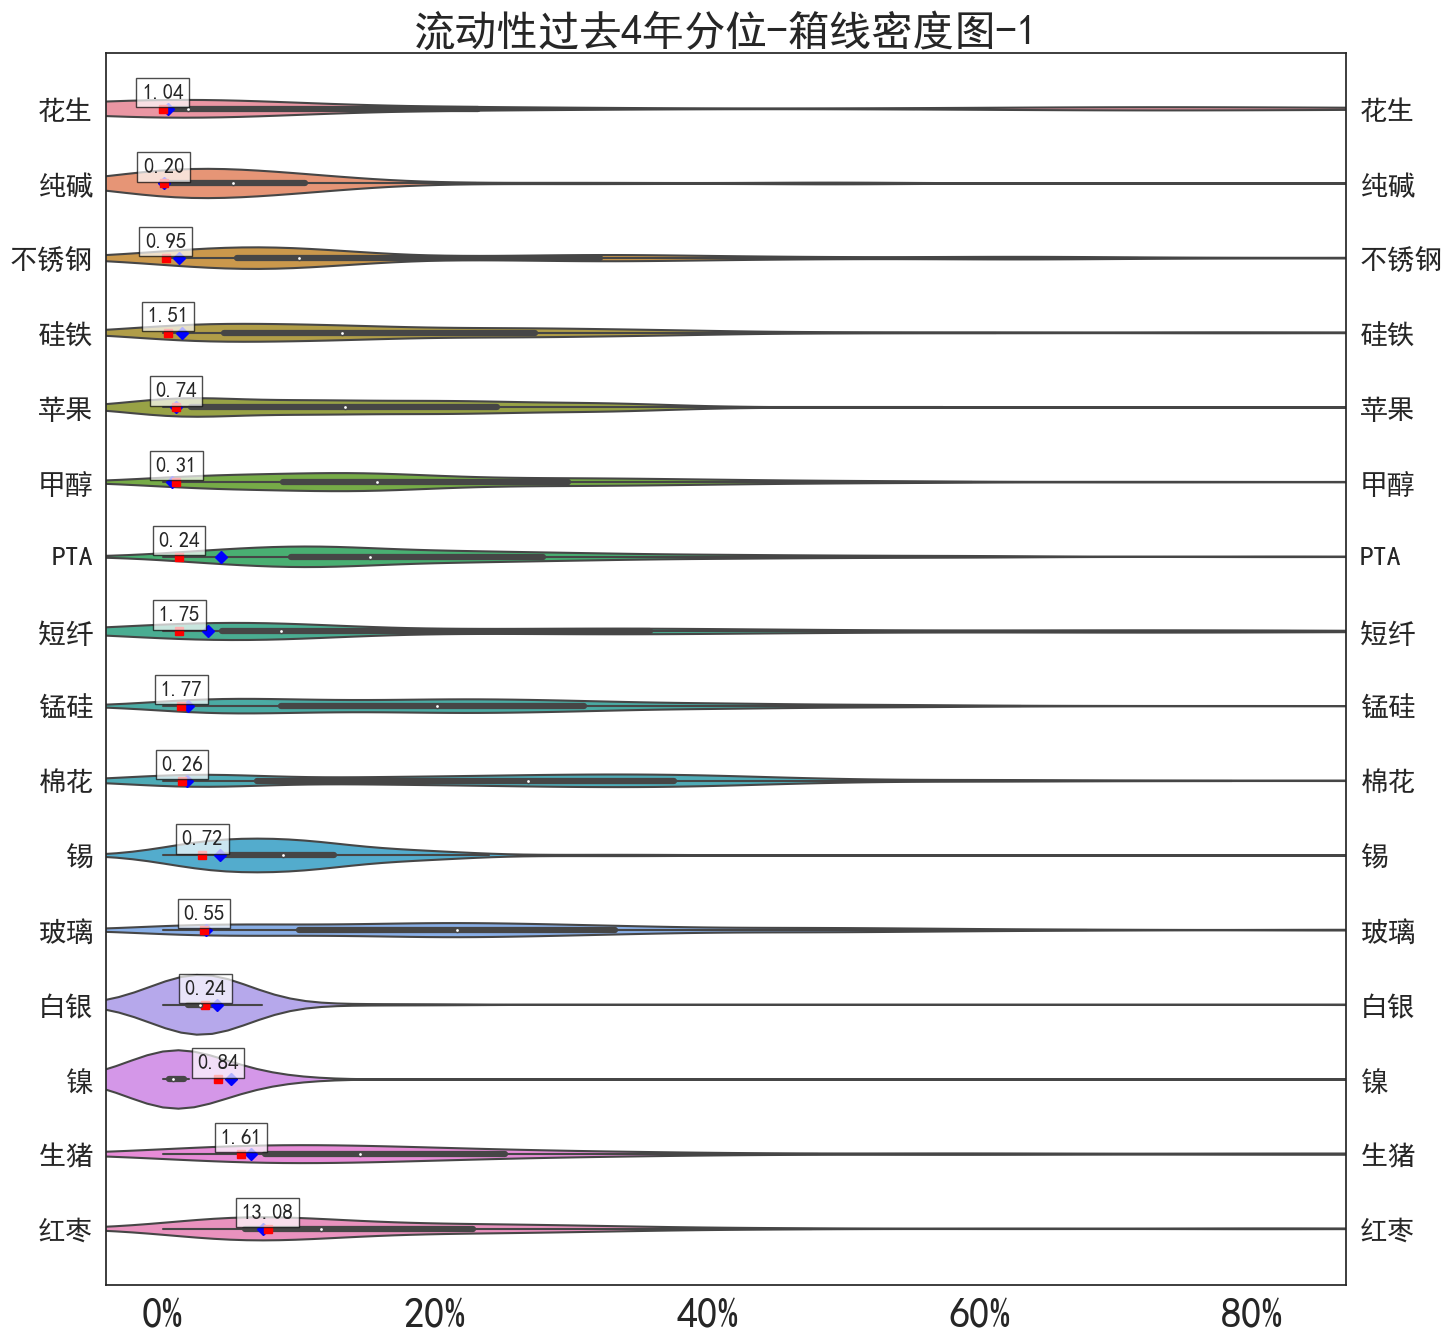 流动性过去4年分位-箱线密度图-1
花生 1.04 花生
纯碱 0.20 纯碱
不锈钢 0.95 不锈钢
硅铁 1.51 硅铁
苹果 0.74 苹果
甲醇 0.31 甲醇
PTA 0.24 PTA
短纤 1.75 短纤
锰硅 1.77 锰硅
棉花 0.26 棉花
锡 0.72 锡
玻璃 0.55 玻璃
白银 0.24 白银
镍 0.84 镍
生猪 1.61 生猪
红枣 13.08 红枣
0% 20% 40% 60% 80%